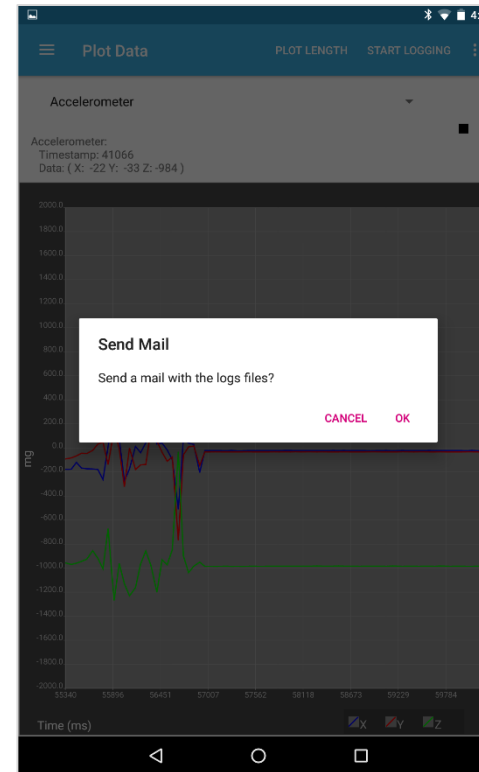 4:
Plot Data PLOT LENGTH START LOGGING
Accelerometer
Accelerometer:
Timestamp: 41066
Data: ( X: -22 Y: -33 Z: -984 )
2000.0
1800.0
1600.0
1400.0
1200.0
1000.0
800.0
600.0
400.0
200.0
0.0
-200.0
-400.0
-600.0
-800.0
-1000.0
-1200.0
-1400.0
-1600.0
-1800.0
-2000.0
mg
Send Mail
Send a mail with the logs files?
CANCEL OK
55340 55896 56451 57007 57562 58118 58673 59229 59784
Time (ms) X Y Z